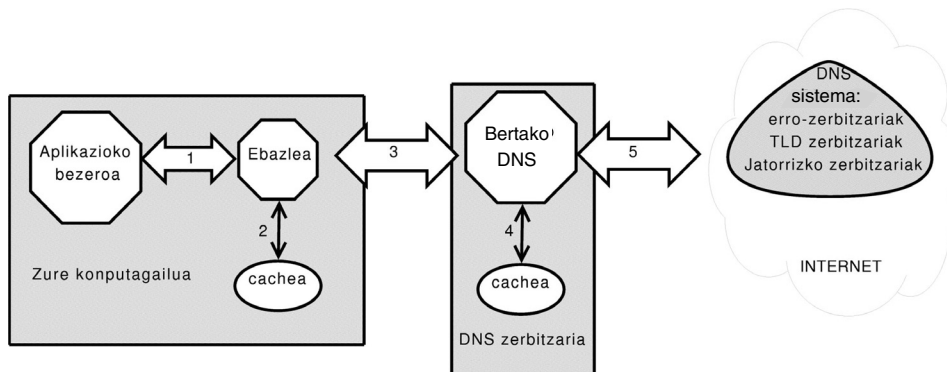 Aplikazioko
bezeroa
1
Ebazlea
2
cachea
Zure konputagailua
3
Bertako
DNS
4
cachea
DNS zerbitzaria
5
DNS
sistema:
erro-zerbitzariak
TLD zerbitzariak
Jatorrizko zerbitzariak
INTERNET